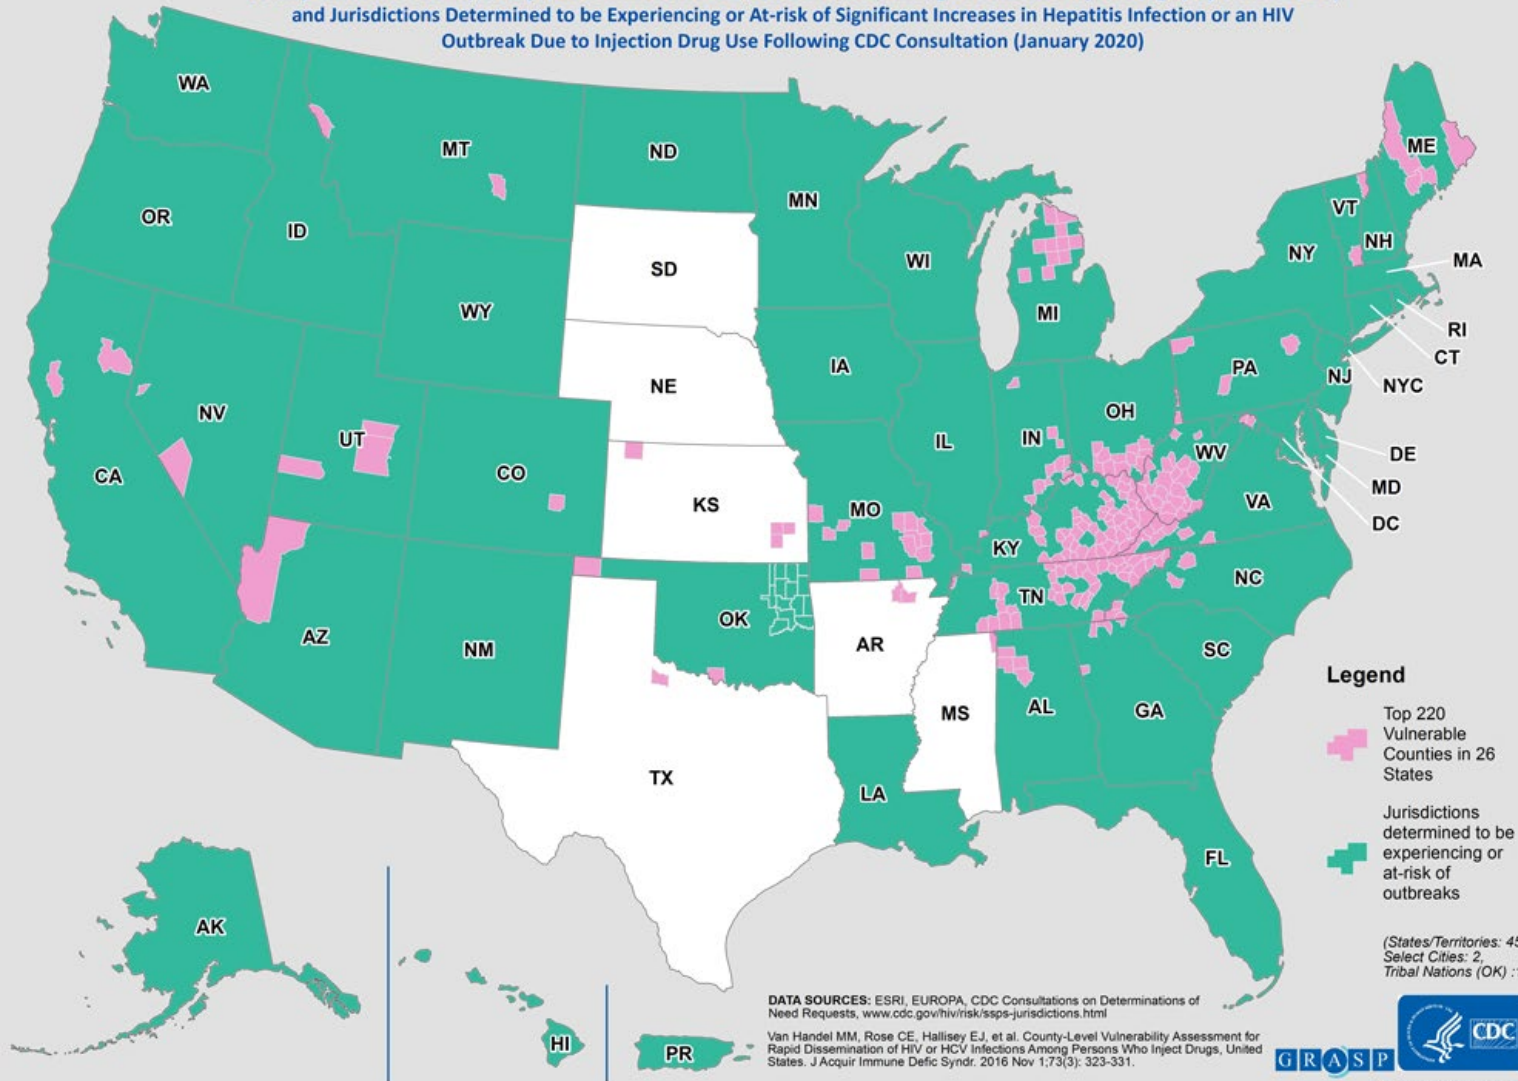 and Jurisdictions Determined to be Experiencing or At-risk of Significant Increases in Hepatitis Infection or an HIV
Outbreak Due to Injection Drug Use Following CDC Consultation (January 2020)
WA
MT
ND
MN
OR
ID
SD
WI
WY
MI
NE
IA
NV
UT
CA
CO
KS
MO
IL
IN
OH
PA
NY
VT
NH
ME
MA
RI
CT
NYC
NJ
DE
MD
DC
WV
VA
KY
NC
TN
OK
AR
AZ
NM
SC
MS
AL
GA
TX
LA
FL
AK
HI
PR
Legend
Top 220
Vulnerable
Counties in 26
States
Jurisdictions
determined to be
experiencing or
at-risk of
outbreaks
(States/Territories: 45
Select Cities: 2,
Tribal Nations (OK) :
DATA SOURCES: ESRI, EUROPA, CDC Consultations on Determinations of
Need Requests, www.cdc.gov/hiv/risk/ssps-jurisdictions.html
Van Handel MM, Rose CE, Hallisey EJ, et al. County-Level Vulnerability Assessment for
Rapid Dissemination of HIV or HCV Infections Among Persons Who Inject Drugs, United
States. J Acquir Immune Defic Syndr. 2016 Nov 1;73(3): 323-331.
GRASP
CDC